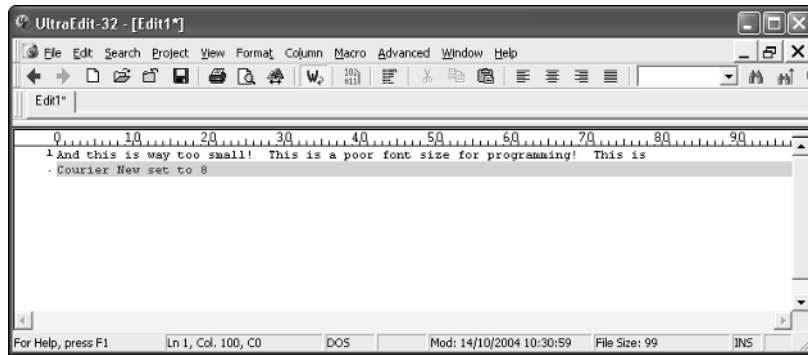 UltraEdit-32 - [Edit1*]
File Edit Search Project View Format Column Macro Advanced Window Help
Edit1*
0 10 20 30 40 50 60 70 80 90
1 And this is way too small! This is a poor font size for programming! This is
Courier New set to 8
For Help, press F1 Ln 1, Col. 100, C0 DOS Mod: 14/10/2004 10:30:59 File Size: 99 INS